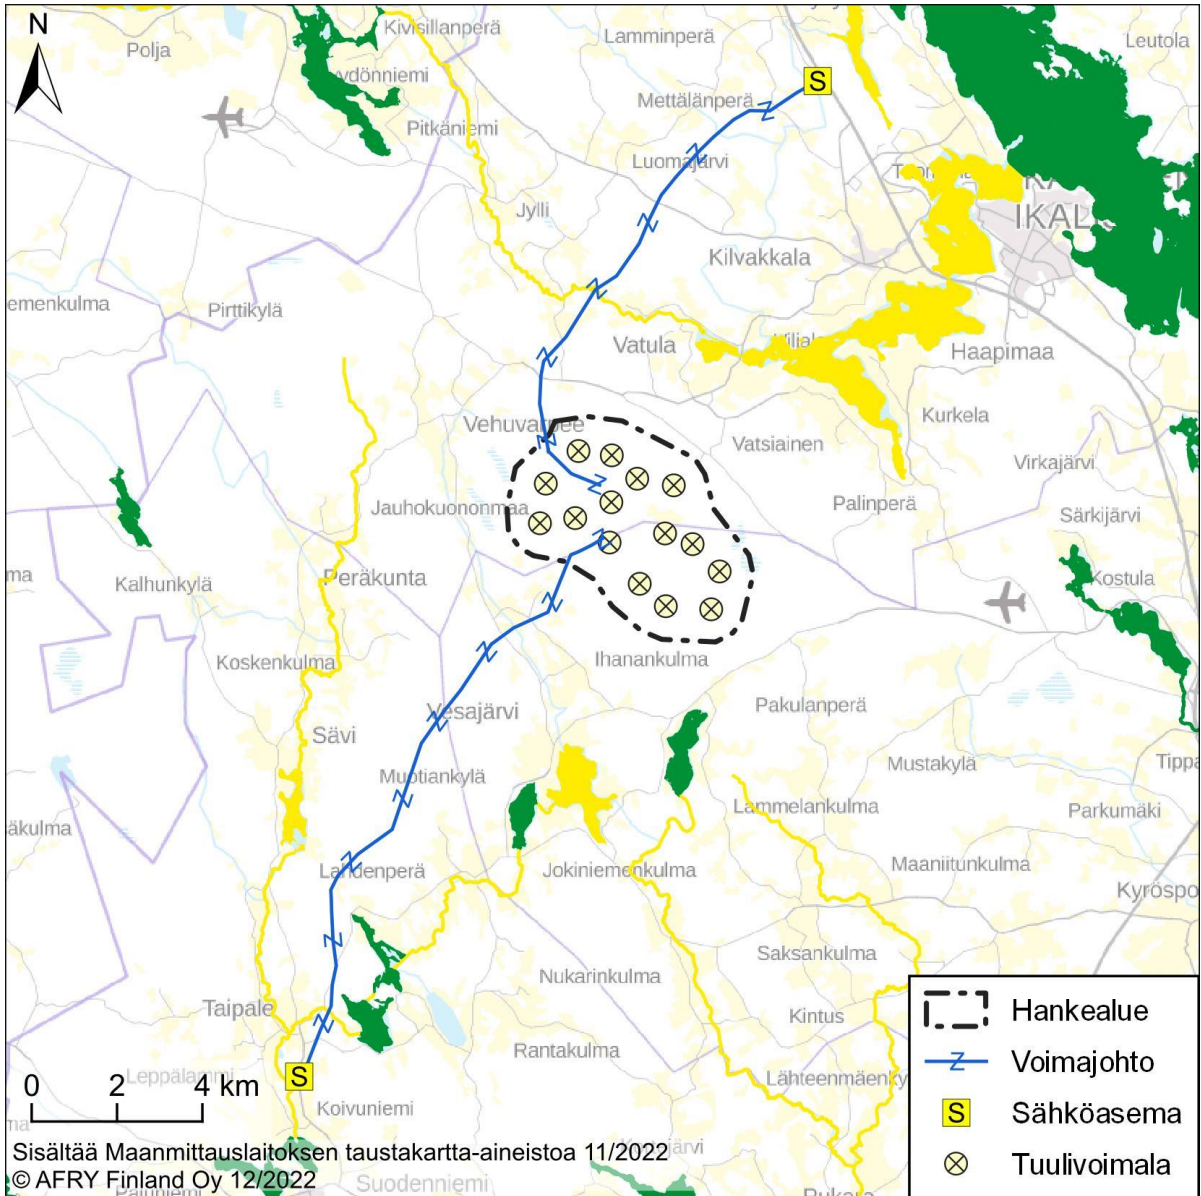 N
Polja
Kivisillanperä
Lamminperä
Leutola
Mettälänperä
S
Pitkäniemi
Luomajärvi
Jylli
IKAL
Kilvakkala
emenkulma
Pirttikylä
Vatula
Haapimaa
Kurkela
Vatsiainen
Virkajärvi
Jauhokuononmaa
Palinperä
Särkijärvi
ma
Kalhunkylä
Peräkunta
Kostula
Koskenkulma
Ihanankulma
Vesajärvi
Pakulanperä
Sävi
Muotiankylä
Mustakylä
Tippa
Lammelankulma
Parkumäki
äkulma
Lahdenperä
Jokiniemenkulma
Maaniitunkulma
Kyröspo
Saksankulma
Nukarinkulma
Taipale
Kintus
Rantakulma
Leppälammi
S
Lähteenmäenky
Koivuniemi
0 2 4 km
Hankealue
Voimajohto
S Sähköasema
Tuulivoimala
Sisältää Maanmittauslaitoksen taustakartta-aineistoa 11/2022
© AFRY Finland Oy 12/2022
Suodenniemi